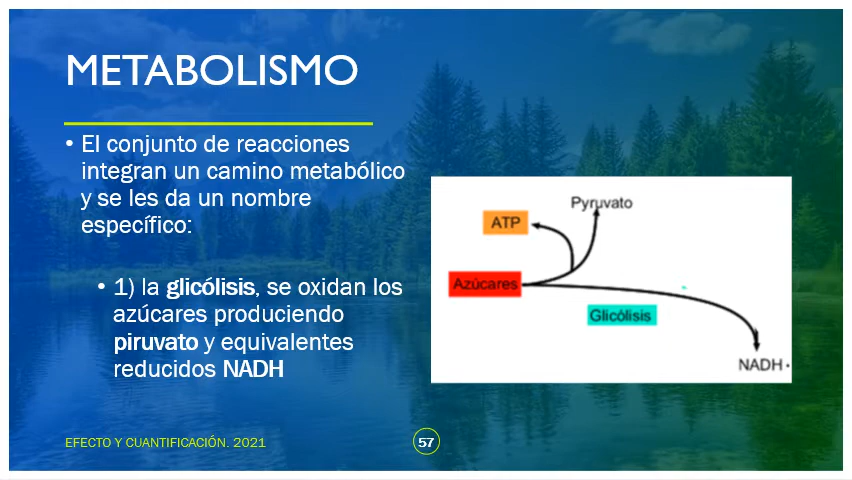 METABOLISMO
• El conjunto de reacciones
integran un camino metabólico
y se les da un nombre
específico:
• 1) la glicólisis, se oxidan los
azúcares produciendo
piruvato y equivalentes
reducidos NADH
Pyruvato
ATP
Azúcares
Glicólisis
NADH
EFECTO Y CUANTIFICACIÓN. 2021
57